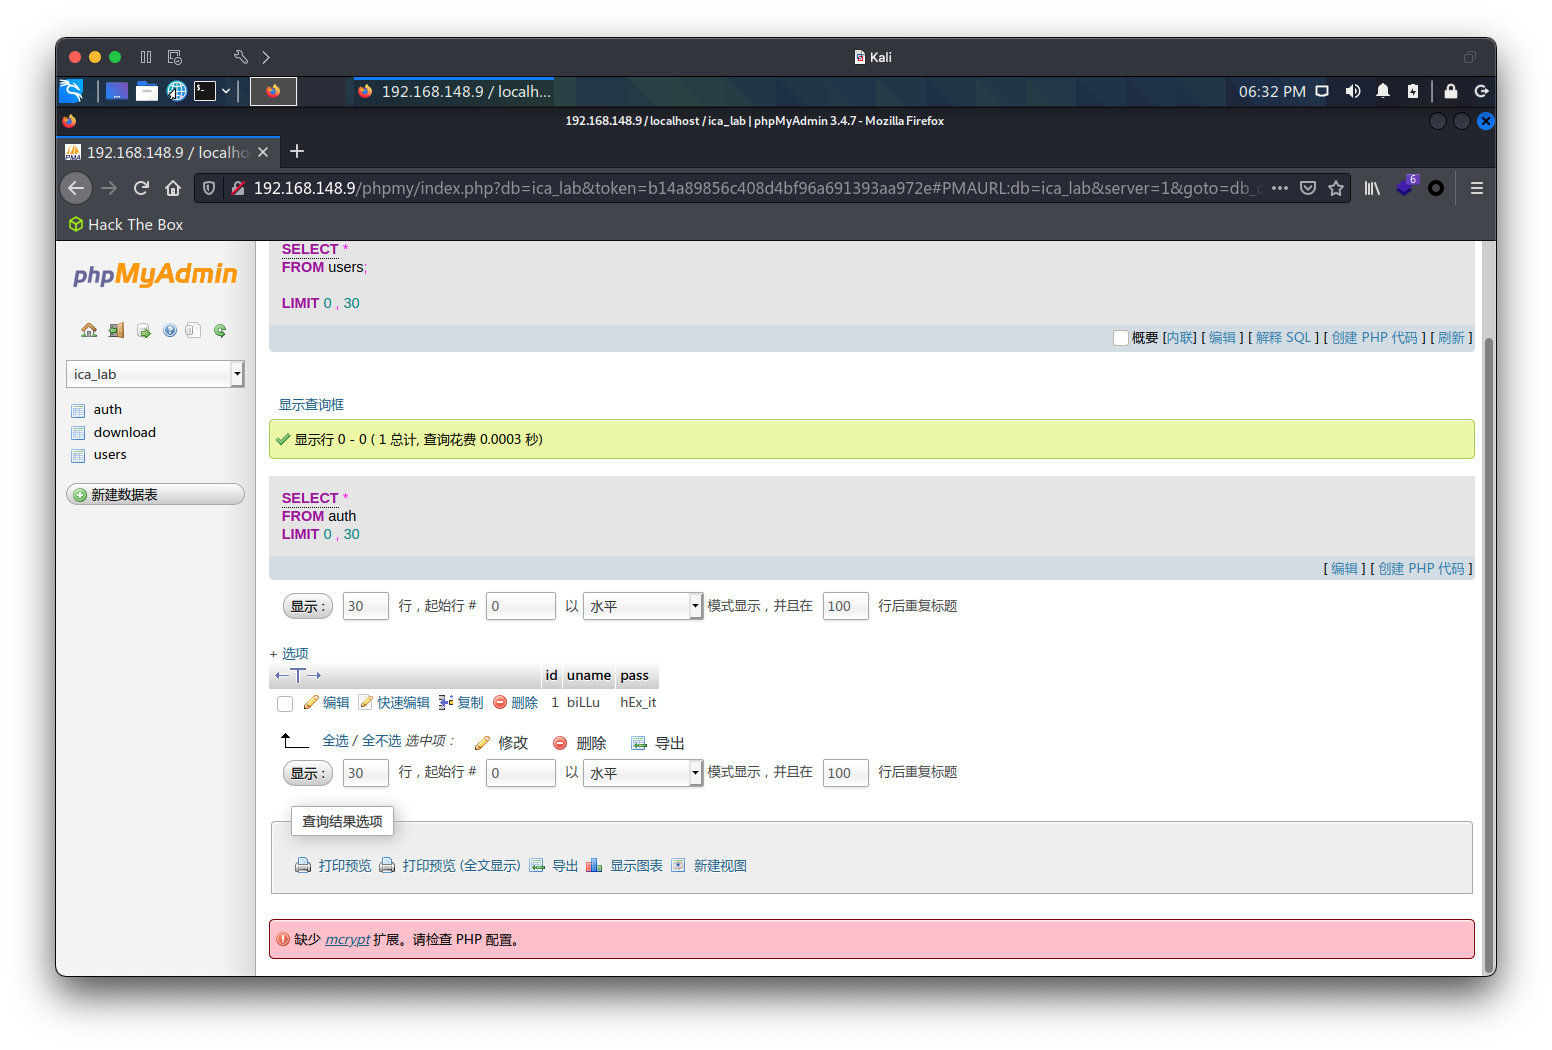 Kali
192.168.148.9 / localh...
06:32 PM
192.168.148.9 / localhost / ica_lab | phpMyAdmin 3.4.7 - Mozilla Firefox
192.168.148.9 / localho
192.168.148.9/phpmy/index.php?db=ica_lab&token=b14a89856c408d4bf96a691393aa972e#PMAURL:db=ica_lab&server=1&goto=db_
6
Hack The Box
phpMyAdmin
ica_lab
auth
download
users
新建数据表
SELECT *
FROM users;
LIMIT 0 , 30
概要 [内联] [ 编辑 ] [ 解释 SQL ] [ 创建 PHP 代码 ] [ 刷新 ]
显示查询框
显示行 0 - 0 ( 1 总计, 查询花费 0.0003 秒)
SELECT *
FROM auth
LIMIT 0 , 30
[ 编辑 ] [ 创建 PHP 代码 ]
显示 : 30 行，起始行 # 0 以 水平 模式显示，并且在 100 行后重复标题
+ 选项
←T→ id uname pass
编辑 快速编辑 复制 删除 1 biLLu hEx_it
全选 / 全不选 选中项： 修改 删除 导出
显示 : 30 行，起始行 # 0 以 水平 模式显示，并且在 100 行后重复标题
查询结果选项
打印预览 打印预览 (全文显示) 导出 显示图表 新建视图
缺少 mcrypt 扩展。请检查 PHP 配置。